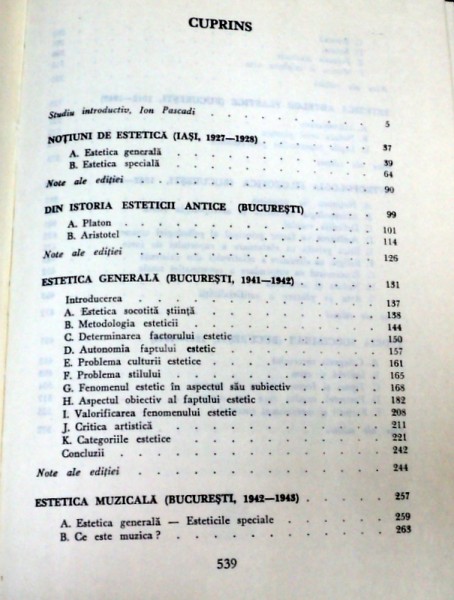 CUPRINS
Studiu introductiv, Ion Pascadi . . . . . . . . 5
NOȚIUNI DE ESTETICĂ (IAȘI, 1927—1928) . . . . . . 37
A. Estetica generală . . . . . . . . 39
B. Estetica specială . . . . . . . . 64
Note ale ediției . . . . . . . . 90
DIN ISTORIA ESTETICII ANTICE (BUCUREȘTI) . . . . 99
A. Platon . . . . . . . . 101
B. Aristotel . . . . . . . . 114
Note ale ediției . . . . . . . . 126
ESTETICA GENERALĂ (BUCUREȘTI, 1941—1942) . . . . 131
Introducerea . . . . . . . . 137
A. Estetica socotită știință . . . . . . . . 138
B. Metodologia esteticii . . . . . . . . 144
C. Determinarea factorului estetic . . . . . . 150
D. Autonomia faptului estetic . . . . . . 157
E. Problema culturii estetice . . . . . . 161
F. Problema stilului . . . . . . . . 165
G. Fenomenul estetic în aspectul său subiectiv . . . . 168
H. Aspectul obiectiv al faptului estetic . . . . . 182
I. Valorificarea fenomenului estetic . . . . . 208
J. Critica artistică . . . . . . . . 211
K. Categoriile estetice . . . . . . . . 221
Concluzii . . . . . . . . 242
Note ale ediției . . . . . . . . 244
ESTETICA MUZICALĂ (BUCUREȘTI, 1942—1943) . . . . . 257
A. Estetica generală — Esteticile speciale . . . . . 259
B. Ce este muzica? . . . . . . . . 263
539